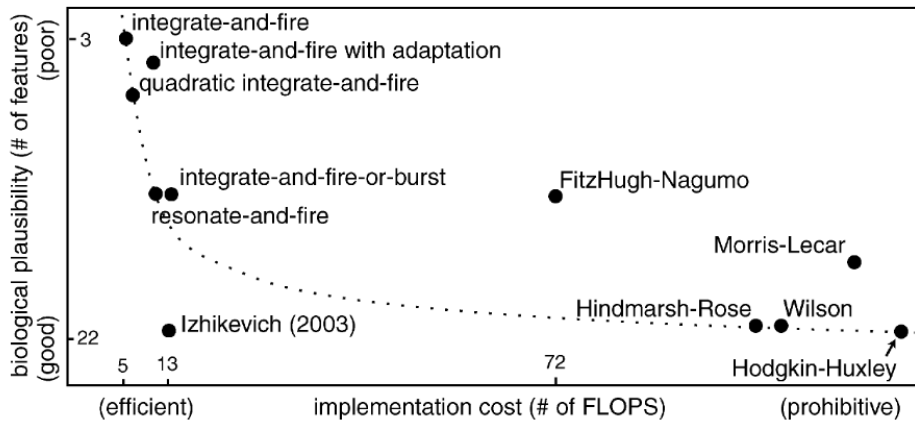 biological plausibility (# of features)
(poor)
(good)
3
22
integrate-and-fire
integrate-and-fire with adaptation
quadratic integrate-and-fire
integrate-and-fire-or-burst
resonate-and-fire
FitzHugh-Nagumo
Morris-Lecar
Izhikevich (2003)
Hindmarsh-Rose
Wilson
Hodgkin-Huxley
5
13
72
(efficient)
implementation cost (# of FLOPS)
(prohibitive)